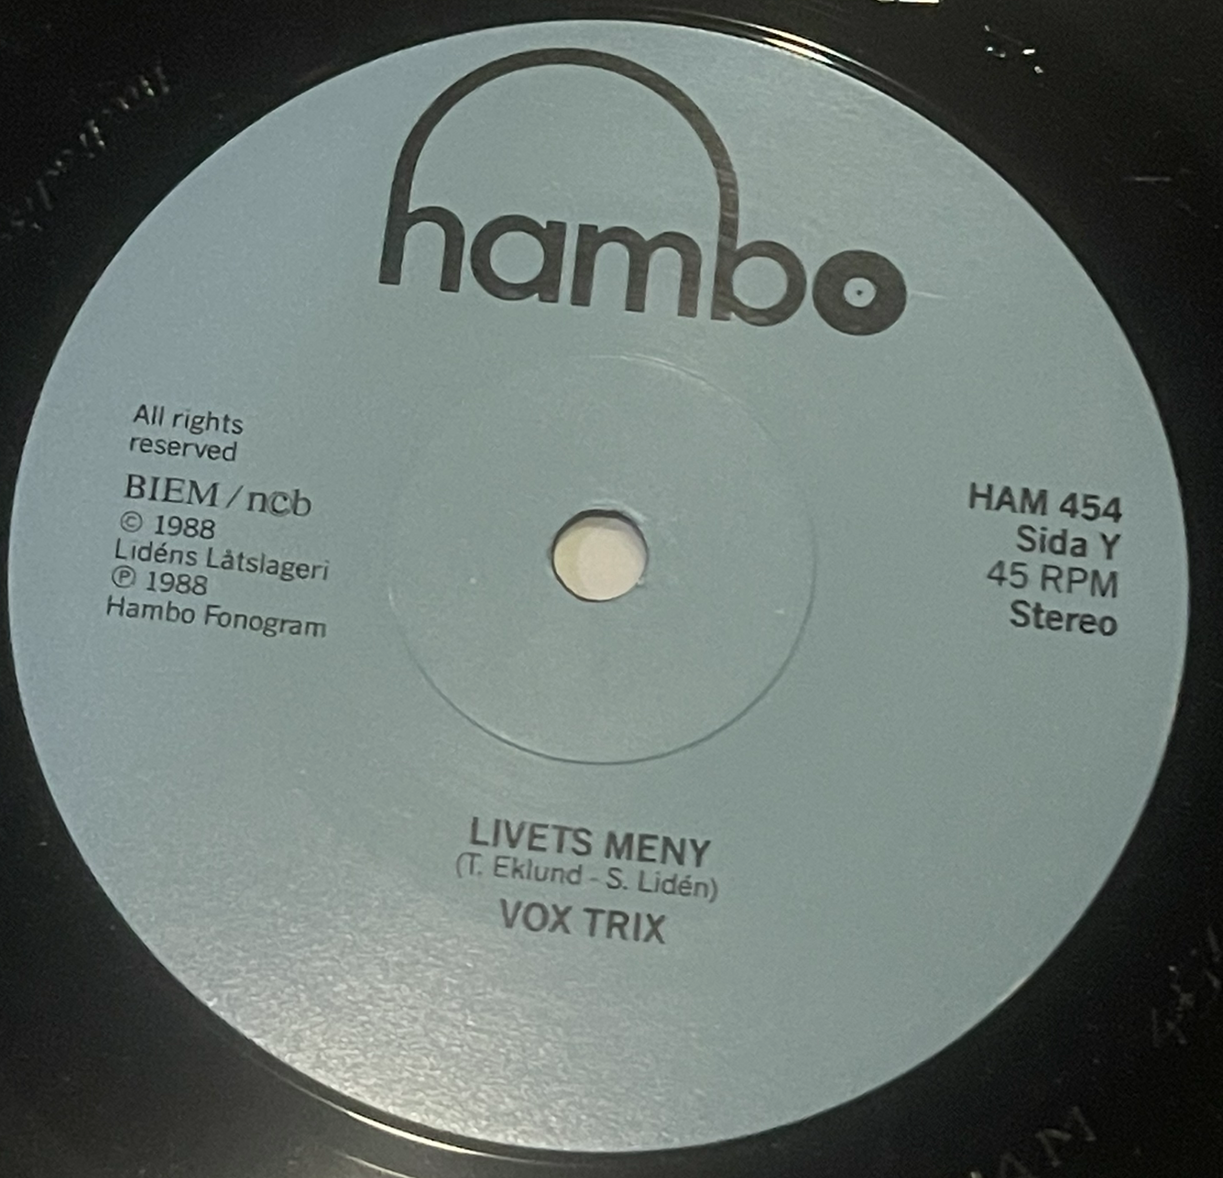 hambo
All rights
reserved
BIEM/ncb
© 1988
Lidéns Låtslageri
℗ 1988
Hambo Fonogram
HAM 454
Sida Y
45 RPM
Stereo
LIVETS MENY
(T. Eklund - S. Lidén)
VOX TRIX